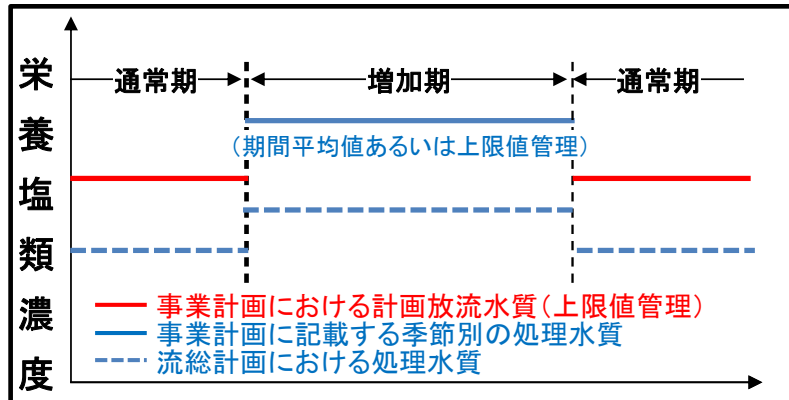 栄養塩類濃度
通常期
増加期
通常期
(期間平均値あるいは上限値管理)
事業計画における計画放流水質(上限値管理)
事業計画に記載する季節別の処理水質
流総計画における処理水質